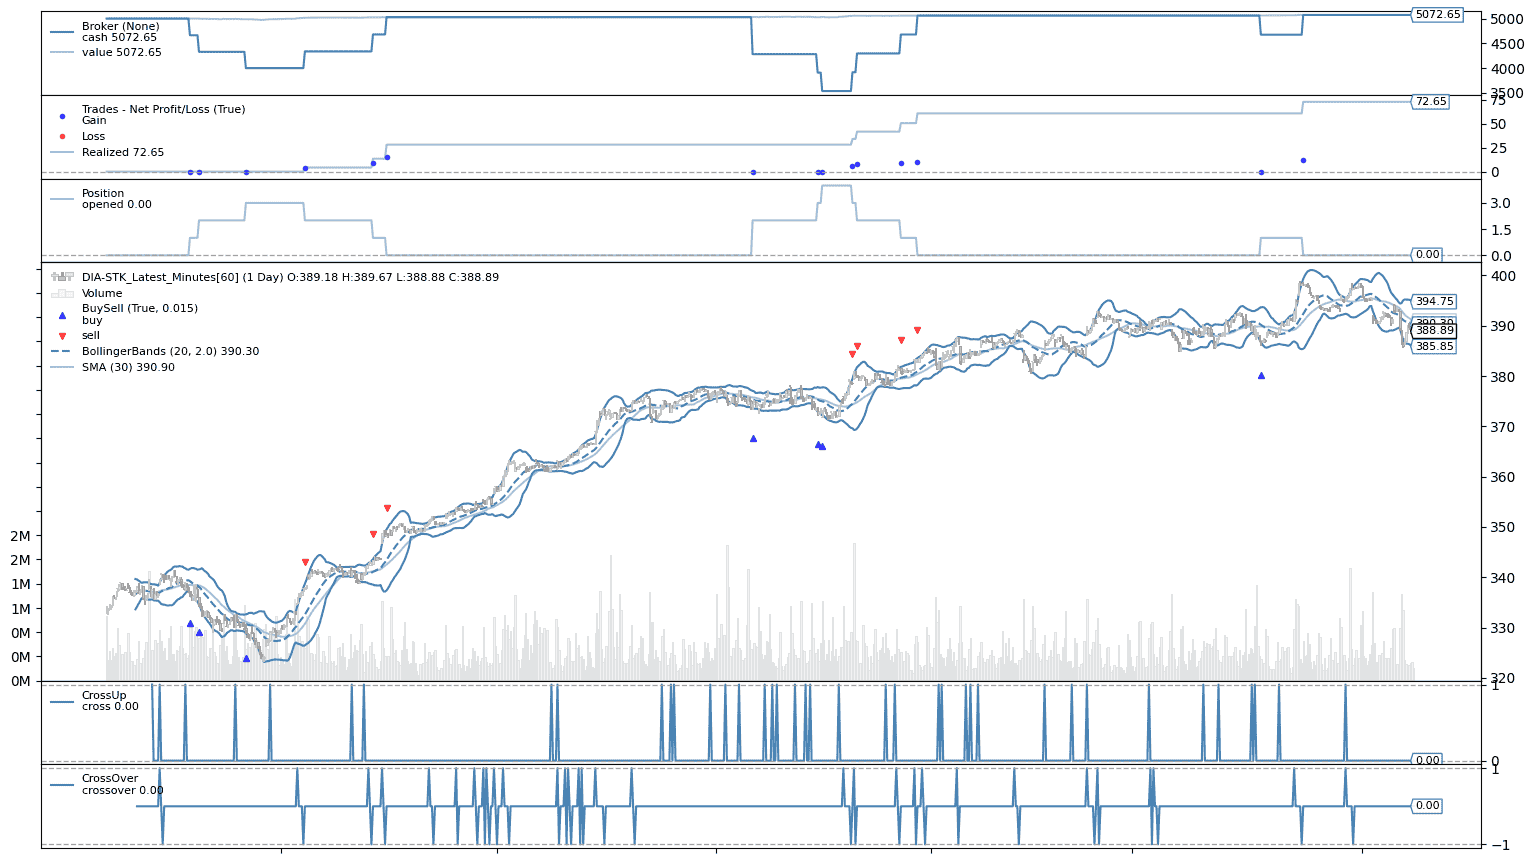 Broker (None)
cash 5072.65
value 5072.65
5072.65
5000
4500
4000
3500
Trades - Net Profit/Loss (True)
Gain
Loss
Realized 72.65
72.65
75
50
25
0
Position
opened 0.00
3.0
1.5
0.0
0.00
DIA-STK_Latest_Minutes[60] (1 Day) O:389.18 H:389.67 L:388.88 C:388.89
Volume
BuySell (True, 0.015)
buy
sell
BollingerBands (20, 2.0) 390.30
SMA (30) 390.90
400
394.75
390
390.30
388.89
385.85
380
370
360
350
340
330
320
2M
2M
1M
1M
0M
0M
0M
CrossUp
cross 0.00
1
0.00
0
CrossOver
crossover 0.00
1
0.00
−1